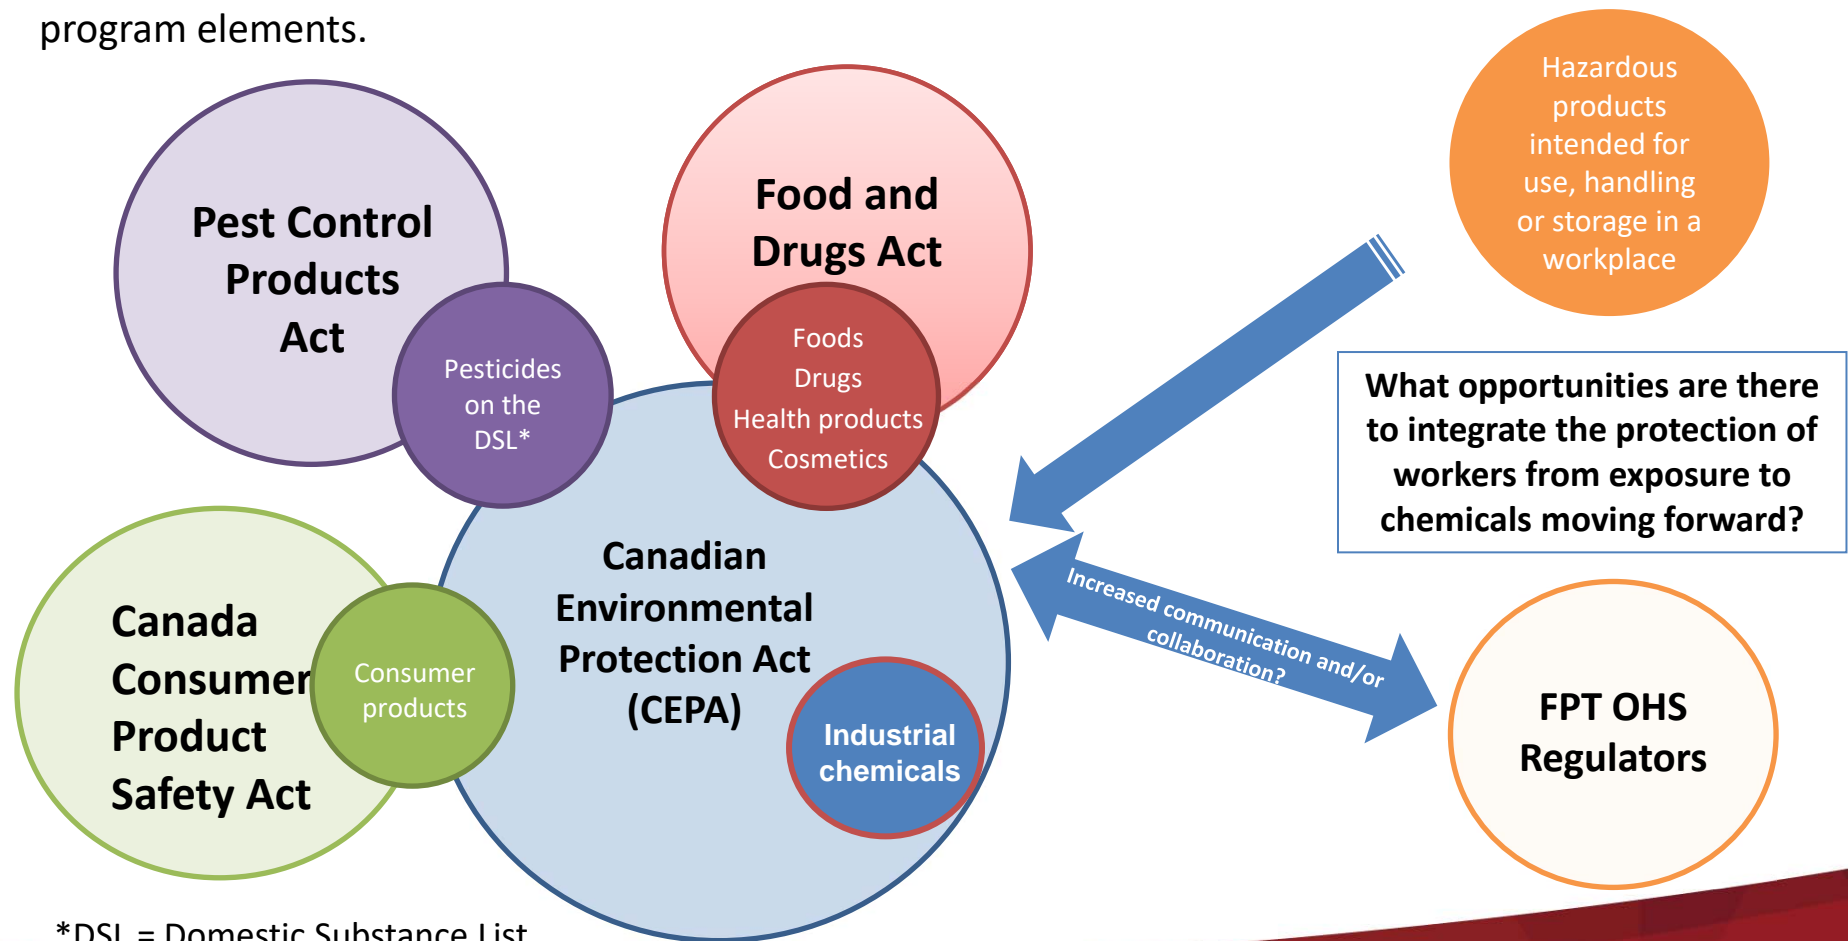 program elements.
Pest Control
Products
Act
Pesticides
on the
DSL*
Food and
Drugs Act
Foods
Drugs
Health products
Cosmetics
Hazardous
products
intended for
use, handling
or storage in a
workplace
What opportunities are there
to integrate the protection of
workers from exposure to
chemicals moving forward?
Canada
Consumer
Product
Safety Act
Consumer
products
Canadian
Environmental
Protection Act
(CEPA)
Industrial
chemicals
Increased communication and/or
collaboration?
FPT OHS
Regulators
*DSL = Domestic Substance List